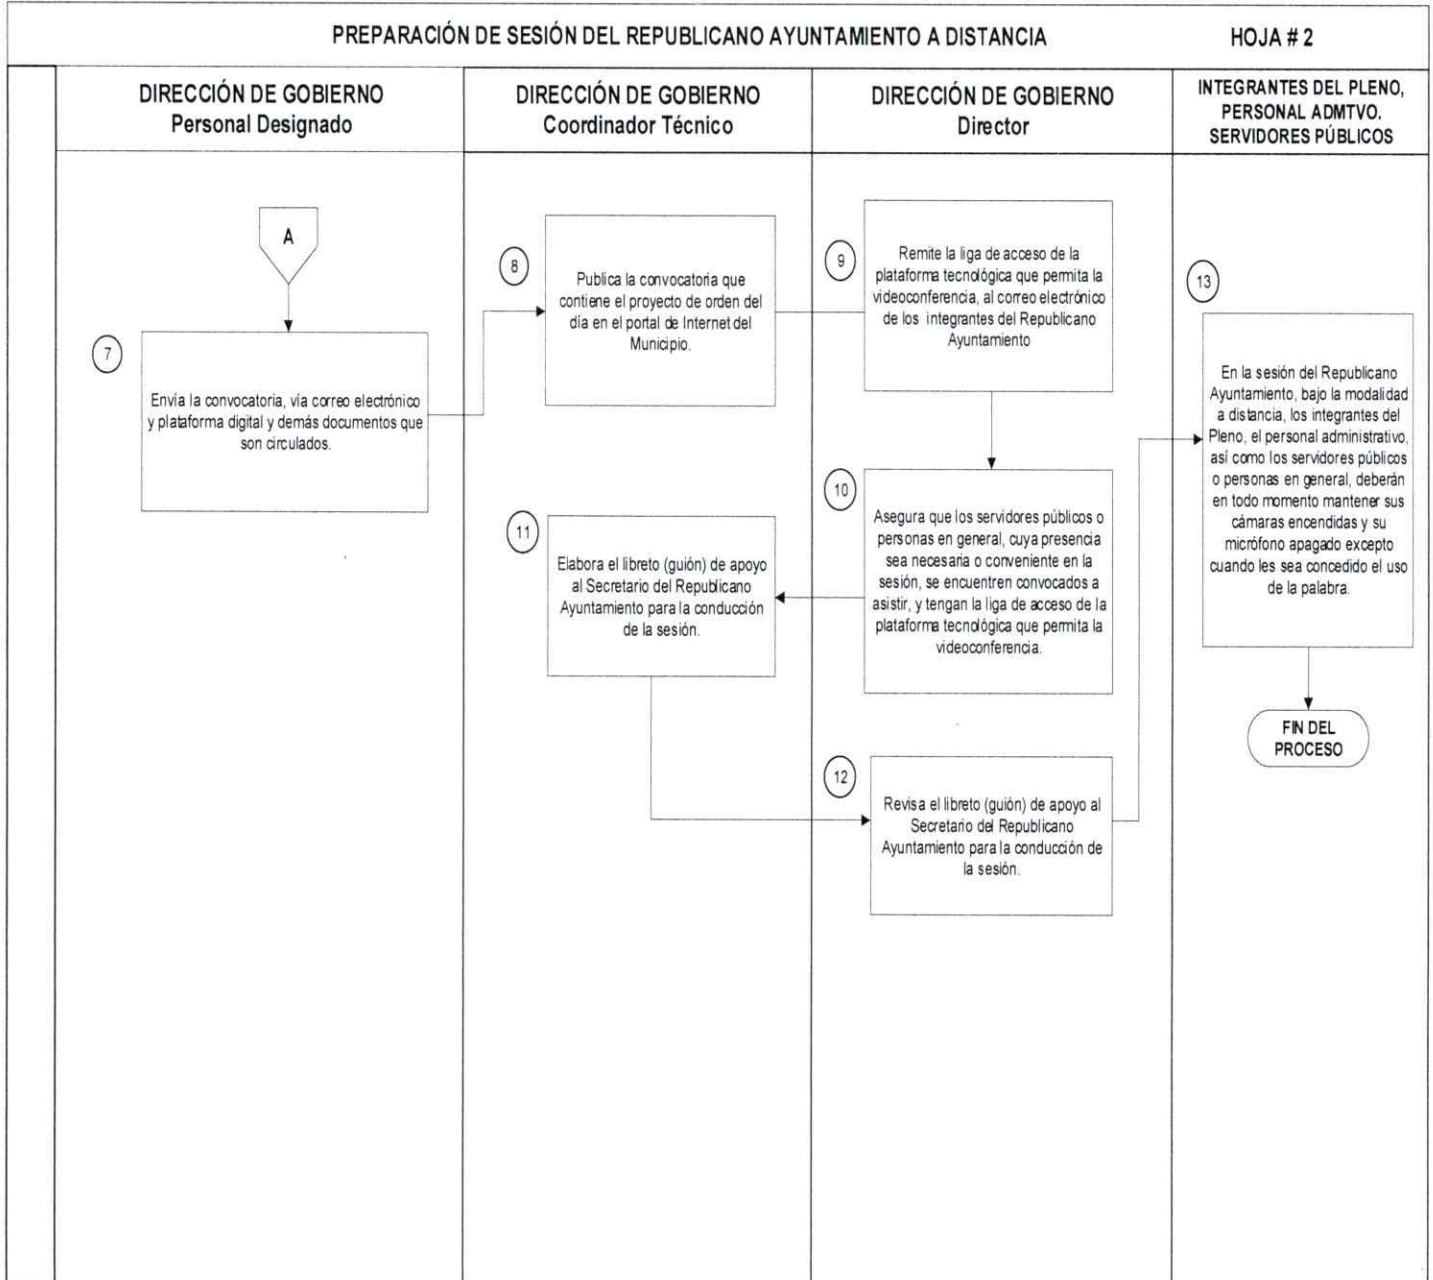 PREPARACIÓN DE SESIÓN DEL REPUBLICANO AYUNTAMIENTO A DISTANCIA
HOJA # 2
DIRECCIÓN DE GOBIERNO
Personal Designado
DIRECCIÓN DE GOBIERNO
Coordinador Técnico
DIRECCIÓN DE GOBIERNO
Director
INTEGRANTES DEL PLENO,
PERSONAL ADMTVO.
SERVIDORES PÚBLICOS
A
7
Envía la convocatoria, vía correo electrónico
y plataforma digital y demás documentos que
son circulados.
8
Publica la convocatoria que
contiene el proyecto de orden del
día en el portal de Internet del
Municipio.
9
Remite la liga de acceso de la
plataforma tecnológica que permita la
videoconferencia, al correo electrónico
de los integrantes del Republicano
Ayuntamiento
10
Asegura que los servidores públicos o
personas en general, cuya presencia
sea necesaria o conveniente en la
sesión, se encuentren convocados a
asistir, y tengan la liga de acceso de la
plataforma tecnológica que permita la
videoconferencia.
11
Elabora el libreto (guión) de apoyo
al Secretario del Republicano
Ayuntamiento para la conducción
de la sesión.
12
Revisa el libreto (guión) de apoyo al
Secretario del Republicano
Ayuntamiento para la conducción de
la sesión.
13
En la sesión del Republicano
Ayuntamiento, bajo la modalidad
a distancia, los integrantes del
Pleno, el personal administrativo,
así como los servidores públicos
o personas en general, deberán
en todo momento mantener sus
cámaras encendidas y su
micrófono apagado excepto
cuando les sea concedido el uso
de la palabra.
FIN DEL
PROCESO